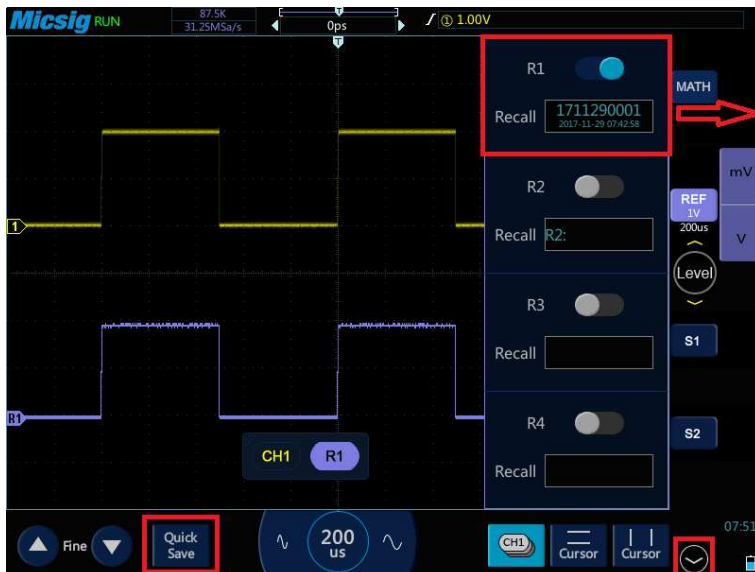 Micsig RUN
87.5K
31.25MSa/s
T
0ps
1 1.00V
T
R1
MATH
Recall 1711290001
2017-11-29 07:42:58
mV
R2
REF
1V
200us
V
1
Recall R2:
Level
R3
S1
Recall
R1
R4
S2
CH1 R1
Recall
07:51
Fine
Quick
Save
200
us
CH1
Cursor
Cursor